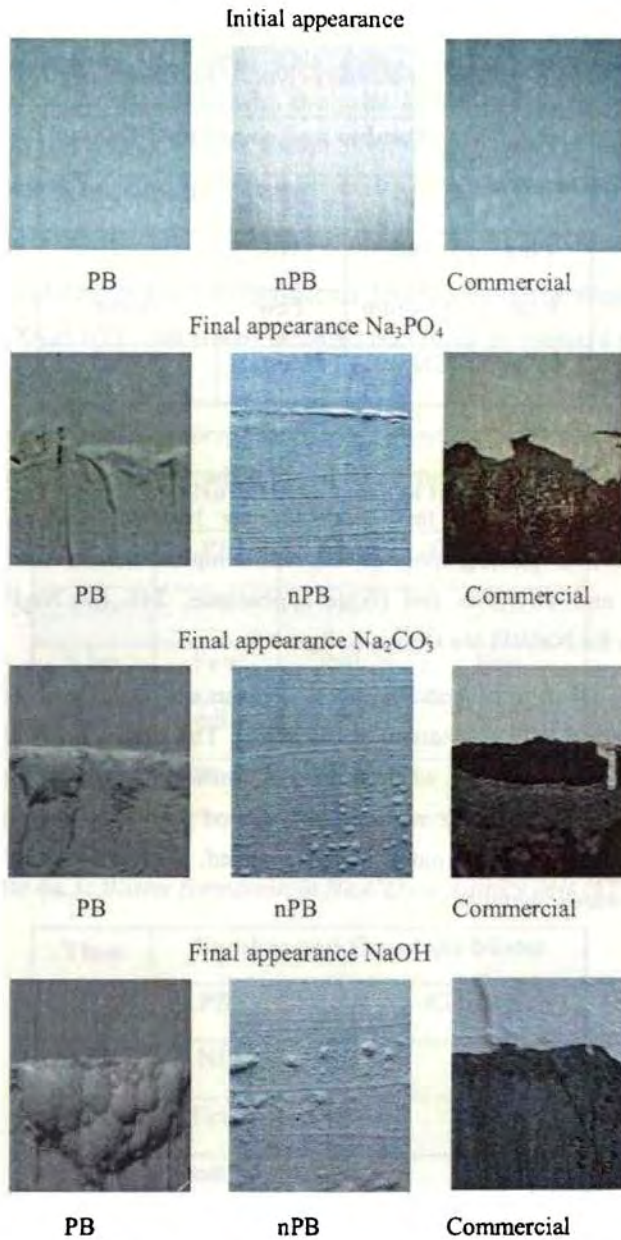 Initial appearance
PB nPB Commercial
Final appearance Na₃PO₄
PB nPB Commercial
Final appearance Na₂CO₃
PB nPB Commercial
Final appearance NaOH
PB nPB Commercial